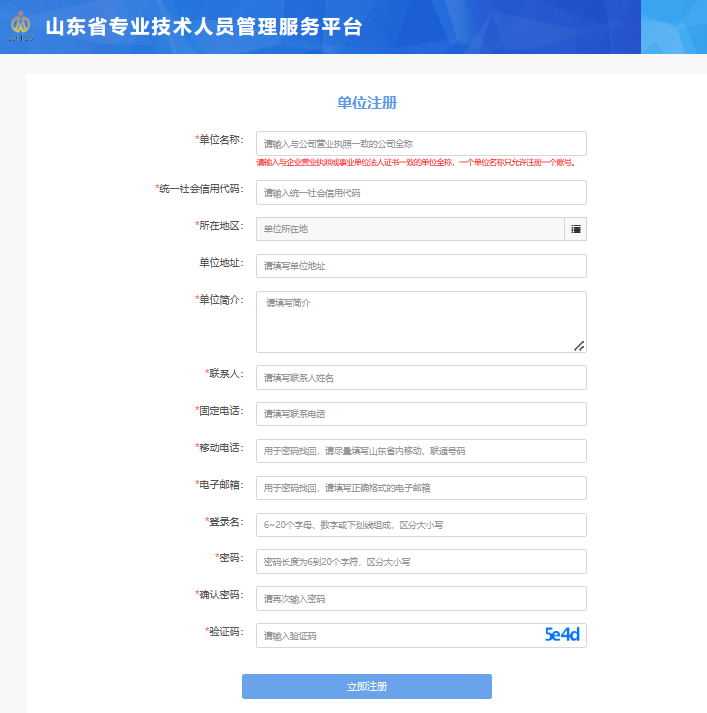 山东省专业技术人员管理服务平台
单位注册
*单位名称： 请输入与公司营业执照一致的公司全称
请输入与企业营业执照或事业单位法人证书一致的单位全称，一个单位名称只允许注册一个账号。
*统一社会信用代码： 请输入统一社会信用代码
*所在地区： 单位所在地
单位地址： 请填写单位地址
*单位简介： 请填写简介
*联系人： 请填写联系人姓名
*固定电话： 请填写联系电话
*移动电话： 用于密码找回，请尽量填写山东省内移动、联通号码
*电子邮箱： 用于密码找回，请填写正确格式的电子邮箱
*登录名： 6~20个字母、数字或下划线组成，区分大小写
*密码： 密码长度为6到20个字符，区分大小写
*确认密码： 请再次输入密码
*验证码： 请输入验证码 5e4d
立即注册